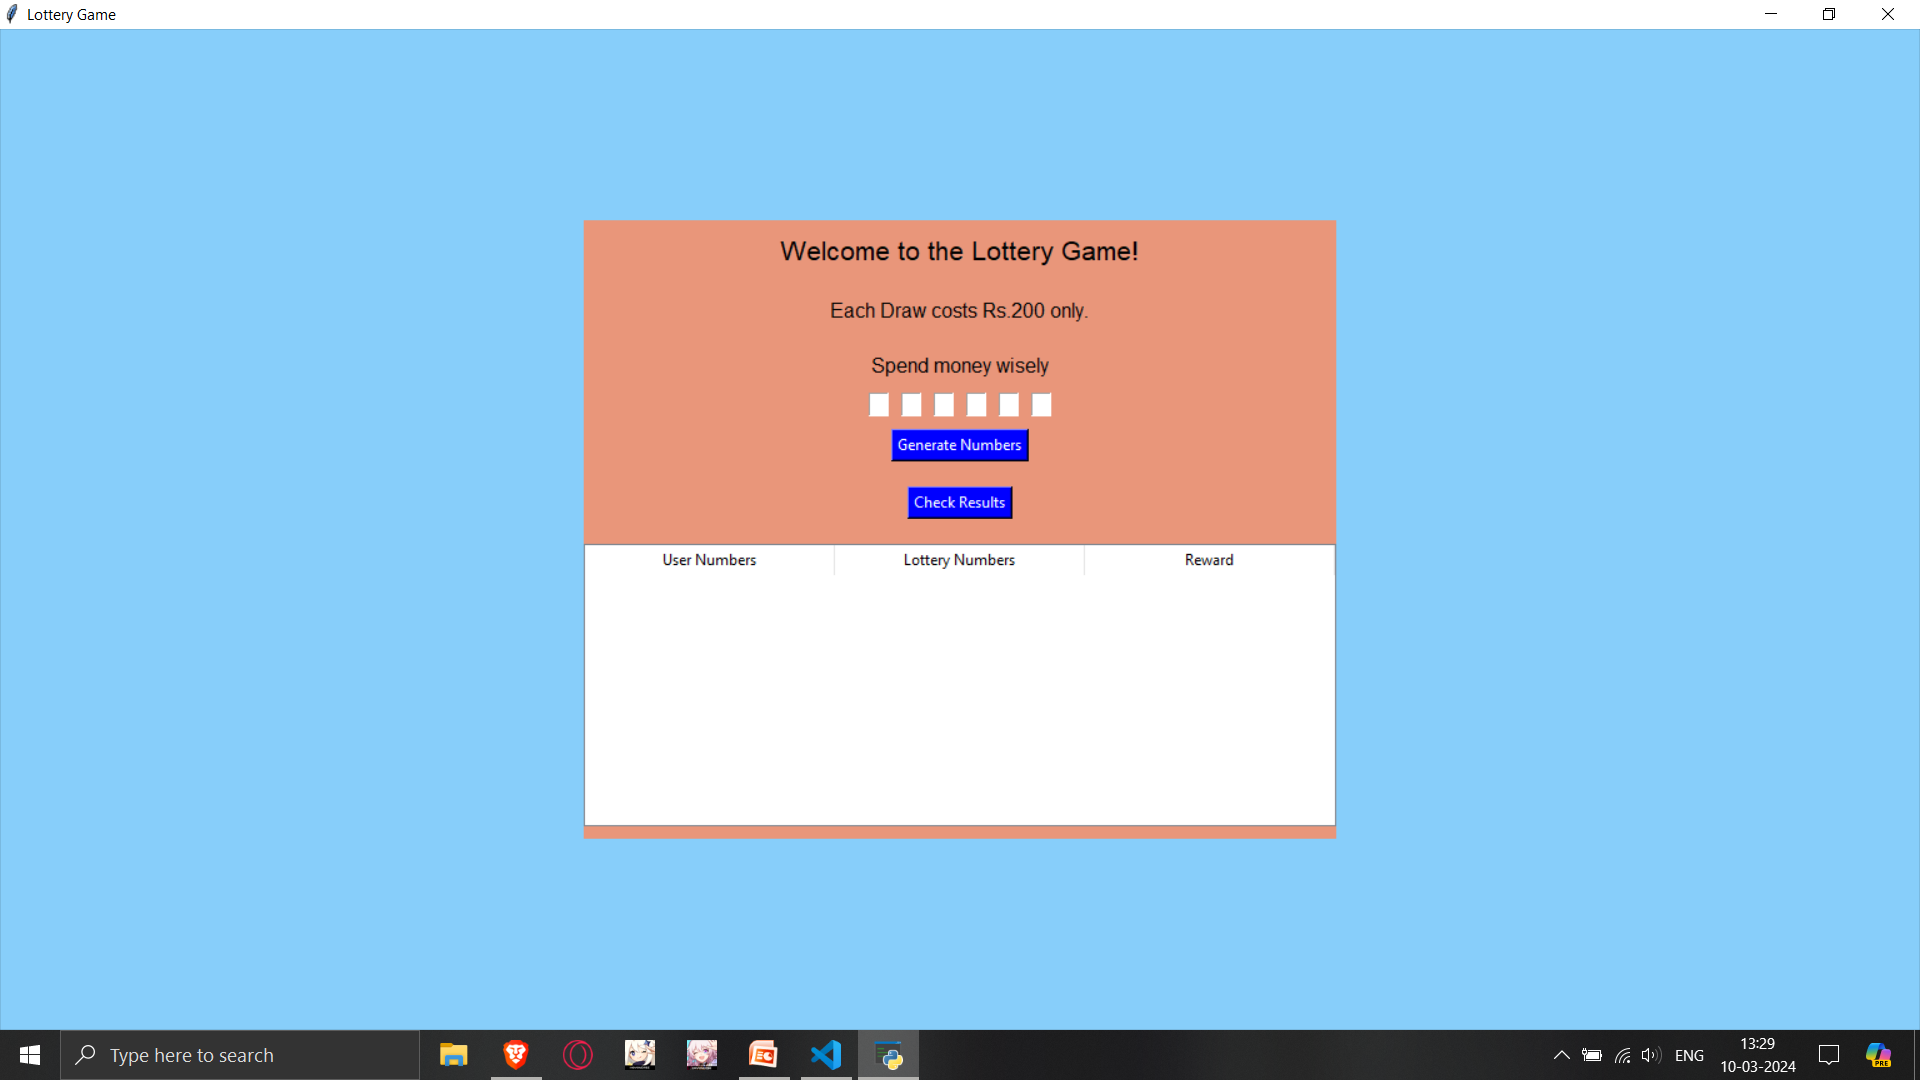 Lottery Game
Welcome to the Lottery Game!
Each Draw costs Rs.200 only.
Spend money wisely
Generate Numbers
Check Results
User Numbers Lottery Numbers Reward
Type here to search
ENG
13:29
10-03-2024
PRE